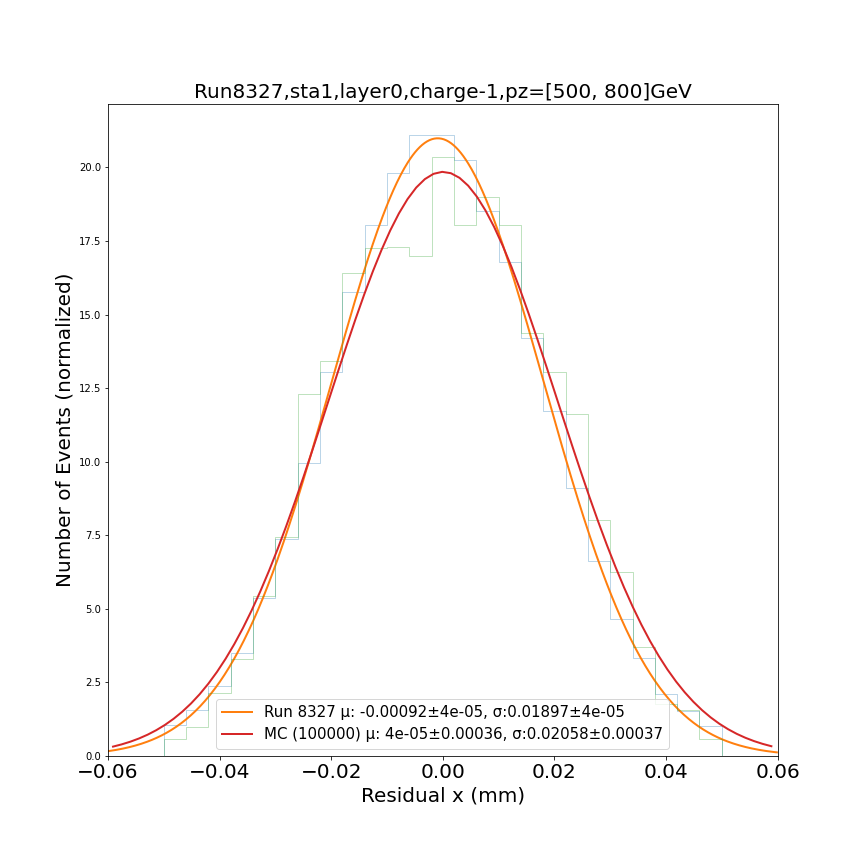 Run8327,sta1,layer0,charge-1,pz=[500, 800]GeV
Number of Events (normalized)
20.0
17.5
15.0
12.5
10.0
7.5
5.0
2.5
0.0
Run 8327 μ: -0.00092±4e-05, σ:0.01897±4e-05
MC (100000) μ: 4e-05±0.00036, σ:0.02058±0.00037
−0.06 −0.04 −0.02 0.00 0.02 0.04 0.06
Residual x (mm)